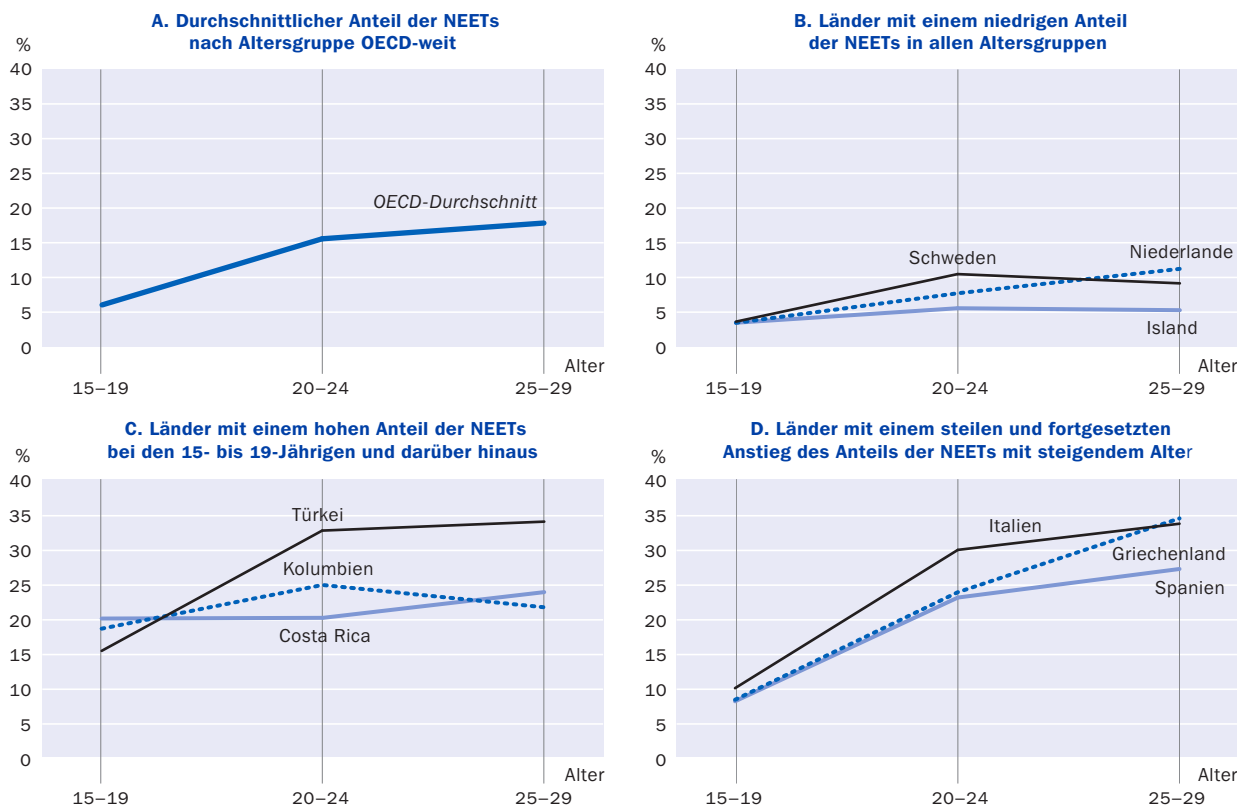 A. Durchschnittlicher Anteil der NEETs
nach Altersgruppe OECD-weit
%
40
35
30
25
20
15
10
5
0
OECD-Durchschnitt
Alter
15–19
20–24
25–29
B. Länder mit einem niedrigen Anteil
der NEETs in allen Altersgruppen
%
40
35
30
25
20
15
10
5
0
Schweden
Niederlande
Island
Alter
15–19
20–24
25–29
C. Länder mit einem hohen Anteil der NEETs
bei den 15- bis 19-Jährigen und darüber hinaus
%
40
35
30
25
20
15
10
5
0
Türkei
Kolumbien
Costa Rica
Alter
15–19
20–24
25–29
D. Länder mit einem steilen und fortgesetzten
Anstieg des Anteils der NEETs mit steigendem Alter
%
40
35
30
25
20
15
10
5
0
Italien
Griechenland
Spanien
Alter
15–19
20–24
25–29